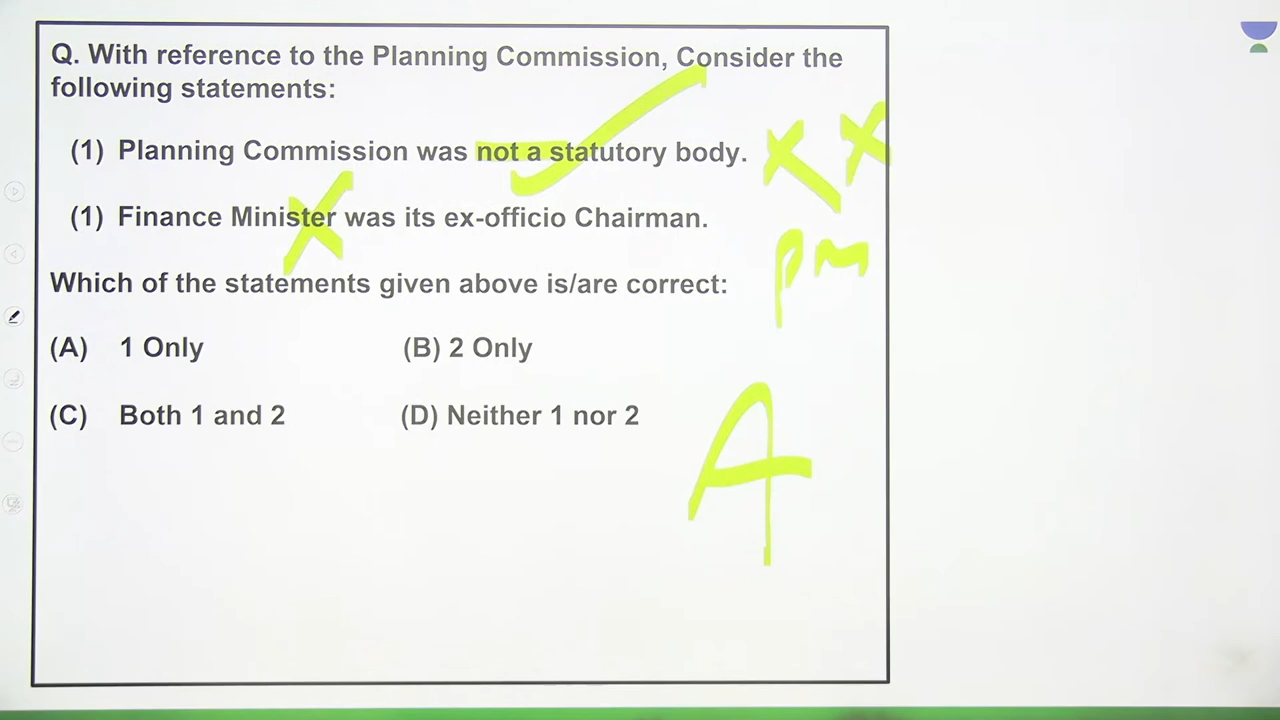 Q. With reference to the Planning Commission, Consider the
following statements:
(1) Planning Commission was not a statutory body.
(1) Finance Minister was its ex-officio Chairman.
PM
Which of the statements given above is/are correct:
(A) 1 Only (B) 2 Only
(C) Both 1 and 2 (D) Neither 1 nor 2
A